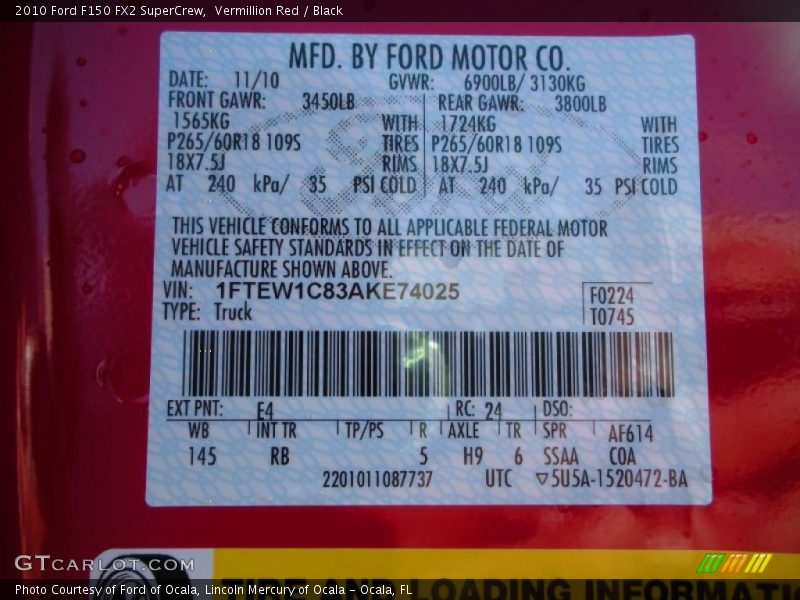 2010 Ford F150 FX2 SuperCrew, Vermillion Red / Black
MFD. BY FORD MOTOR CO.
DATE: 11/10 GVWR: 6900LB/ 3130KG
FRONT GAWR: 3450LB REAR GAWR: 3800LB
1565KG WITH 1724KG WITH
P265/60R18 109S TIRES P265/60R18 109S TIRES
18X7.5J RIMS 18X7.5J RIMS
AT 240 kPa/ 35 PSI COLD AT 240 kPa/ 35 PSI COLD
THIS VEHICLE CONFORMS TO ALL APPLICABLE FEDERAL MOTOR
VEHICLE SAFETY STANDARDS IN EFFECT ON THE DATE OF
MANUFACTURE SHOWN ABOVE.
VIN: 1FTEW1C83AKE74025 F0224
TYPE: Truck T0745
EXT PNT: E4 RC: 24 DSO:
WB INT TR TP/PS R AXLE TR SPR AF614
145 RB 5 H9 6 SSAA COA
2201011087737 UTC ▽5U5A-1520472-BA
GTCARLOT.COM
TIRE AND LOADING INFORMATION
Photo Courtesy of Ford of Ocala, Lincoln Mercury of Ocala - Ocala, FL